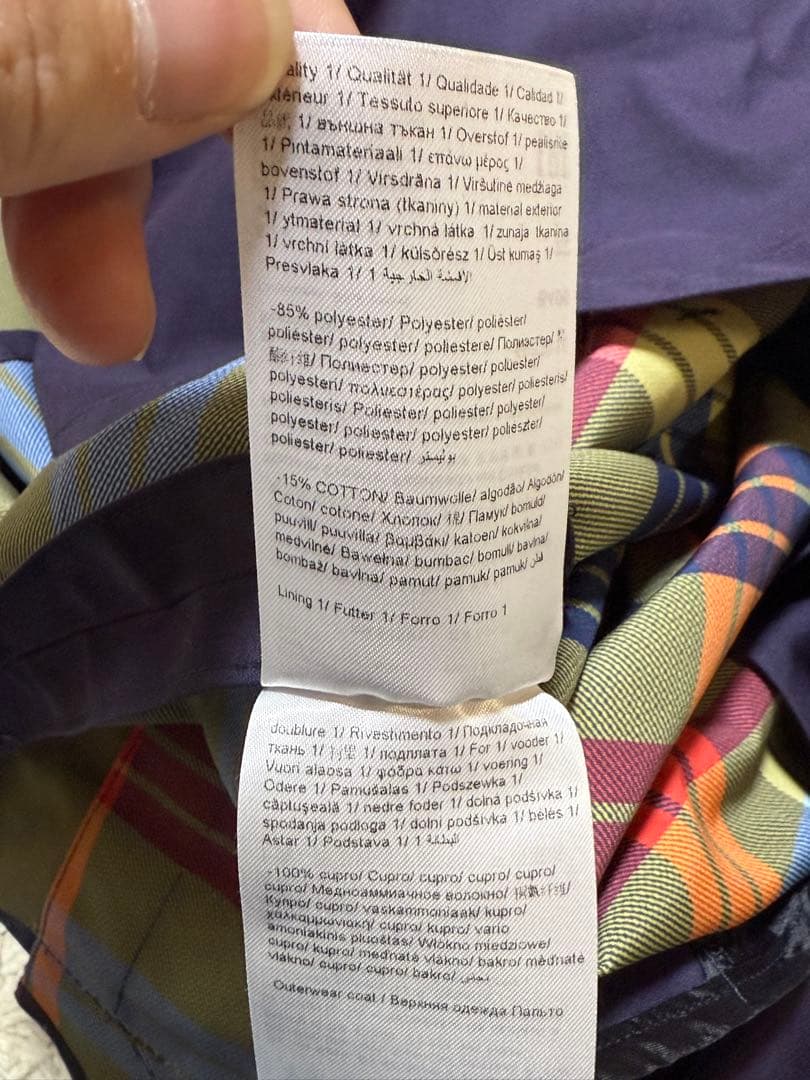 ality 1/ Qualität 1/ Qualidade 1/ Calidad 1/
térieur 1/ Tessuto superiore 1/ Качество 1/
1/ външна тъкан 1/ Overstof 1/ pealisriie
1/ Pintamateriaali 1/ επάνω μέρος 1/
bovenstof 1/ Virsdrāna 1/ Viršutinė medžiaga
1/ Prawa strona (tkaniny) 1/ material exterior
1/ ytmaterial 1/ vrchná látka 1/ zunaja tkanina
1/ vrchní látka 1/ külsőrész 1/ Üst kumaş 1/
Presvlaka 1/ 1 الأقمشة الخارجية
-85% polyester/ Polyester/ poliéster/
poliéster/ polyester/ poliestere/ Полиэстер/
Полиестер/ polyester/ polüester/
polyesteri/ πολυεστέρας/ polyester/ poliesteris/
poliesteris/ Poliester/ poliester/ polyester/
polyester/ poliester/ polyester/ poliészter/
poliester/ poliester/ بوليستر
-15% COTTON/ Baumwolle/ algodão/ Algodón/
Coton/ cotone/ Хлопок/ 棉/ Памук/ bomuld/
puuvill/ puuvilla/ βαμβάκι/ katoen/ kokvilna/
medvilnė/ Bawełna/ bumbac/ bomull/ bavlna/
bombaž/ bavlna/ pamut/ pamuk/ pamuk/ قطن
Lining 1/ Futter 1/ Forro 1/ Forro 1
doublure 1/ Rivestimento 1/ Подкладочная
ткань 1/ 1/ подплата 1/ For 1/ vooder 1/
Vuori alaosa 1/ φόδρα κάτω 1/ voering 1/
Odere 1/ Pamušalas 1/ Podszewka 1/
căptuşeală 1/ nedre foder 1/ dolná podšívka 1/
spodanja podloga 1/ dolní podšívka 1/ bélés 1/
Astar 1/ Podstava 1/ 1 البطانة
-100% cupro/ Cupro/ cupro/ cupro/ cupro/
cupro/ Медноаммиачное волокно/
Купро/ cupro/ vaskammoniaak/ kupro/
χαλκαμμωνιακή/ cupro/ kupro/ vario
amoniakinis pluoštas/ Włókno miedziowe/
cupro/ kupro/ meďnaté vlákno/ bakro/ měďnaté
vlákno/ cupro/ cupro/ bakro/
Outerwear coat / Верхняя одежда Пальто